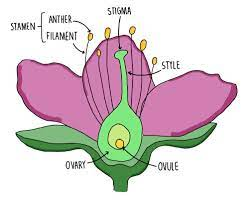 STIGMA
ANTHER
STAMEN
FILAMENT
STYLE
OVARY
OVULE